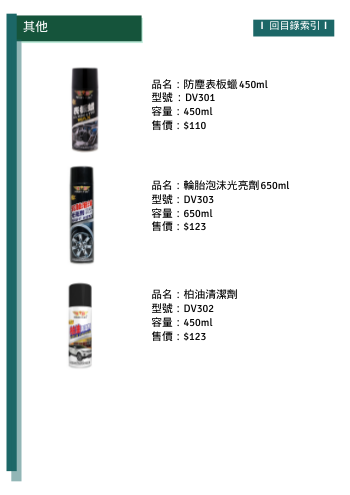 其他
I 回目錄索引 I
品名：防塵表板蠟450ml
型號：DV301
容量：450ml
售價：$110
表板蠟
品名：輪胎泡沫光亮劑650ml
型號：DV303
容量：650ml
售價：$123
品名：柏油清潔劑
型號：DV302
容量：450ml
售價：$123